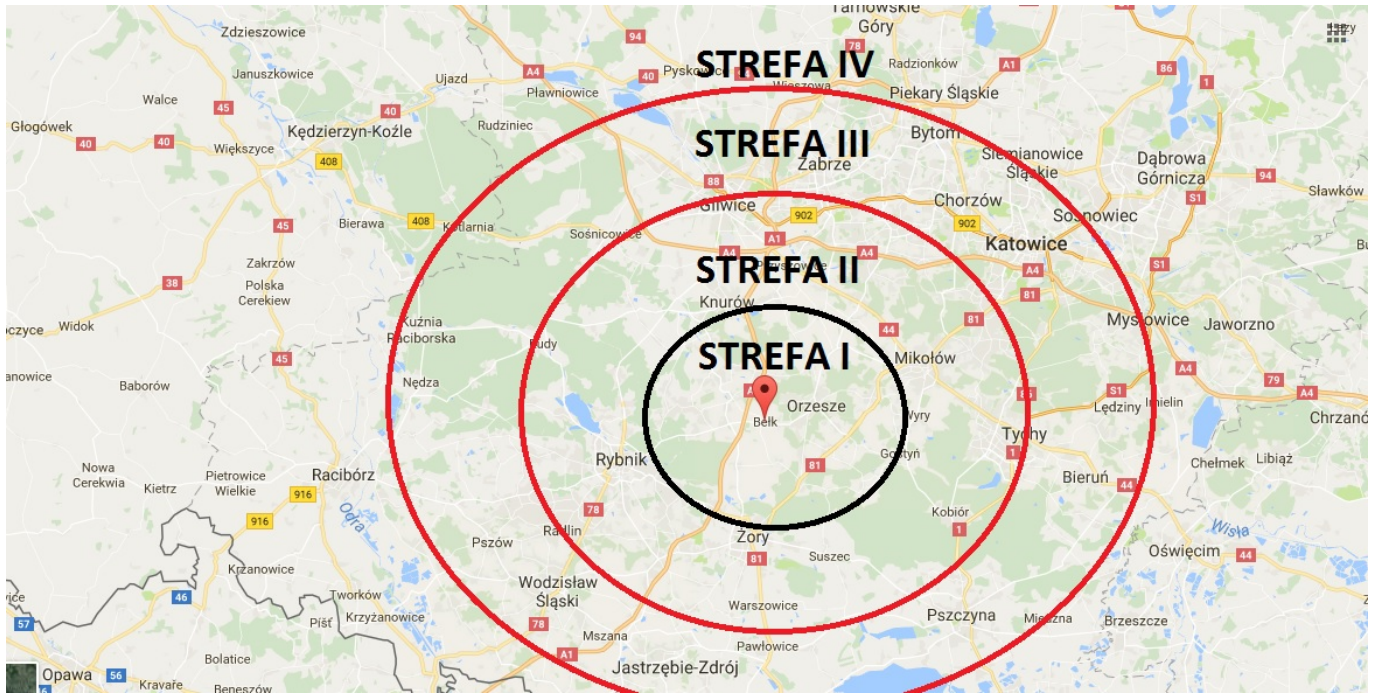 Tarnowskie
Góry
Zdzieszowice
94
78
STREFA IV
Radzionków
A1
86
1
Januszkowice
40
Ujazd
A4
40
Pyskowice
Wieszowa
Pławniowice
Piekary Śląskie
Walce
45
40
Głogówek
40
40
Kędzierzyn-Koźle
Rudziniec
STREFA III
Bytom
Większyce
408
Zabrze
Siemianowice
Śląskie
Dąbrowa
Górnicza
94
Sławków
88
S1
Gliwice
Chorzów
45
Bierawa
408
Kotlarnia
Sośnicowice
902
902
Sosnowiec
A1
Katowice
A4
A4
A4
S1
Zakrzów
STREFA II
Przyszowice
38
Polska
Cerekiew
81
Knurów
Kuźnia
Raciborska
44
81
Mysłowice
Jaworzno
Widok
Rudy
STREFA I
Mikołów
45
A4
Baborów
Nędza
Orzesze
86
S1
79
Bełk
Wyry
Lędziny
Imielin
Tychy
Rybnik
Gostyń
1
Nowa
Cerekwia
Kietrz
Pietrowice
Wielkie
Racibórz
81
Bieruń
44
Chełmek
Libiąż
916
916
Odra
78
Kobiór
1
Wisła
Radlin
Pszów
Żory
81
Suszec
Oświęcim
44
Krzanowice
46
Tworków
Wodzisław
Śląski
Warszowice
Pszczyna
Miedźna
Brzeszcze
57
Píšť
Krzyżanowice
78
Mszana
Pawłowice
Bolatice
A1
Jastrzębie-Zdrój
Opawa
56
Kravaře
Beneszów